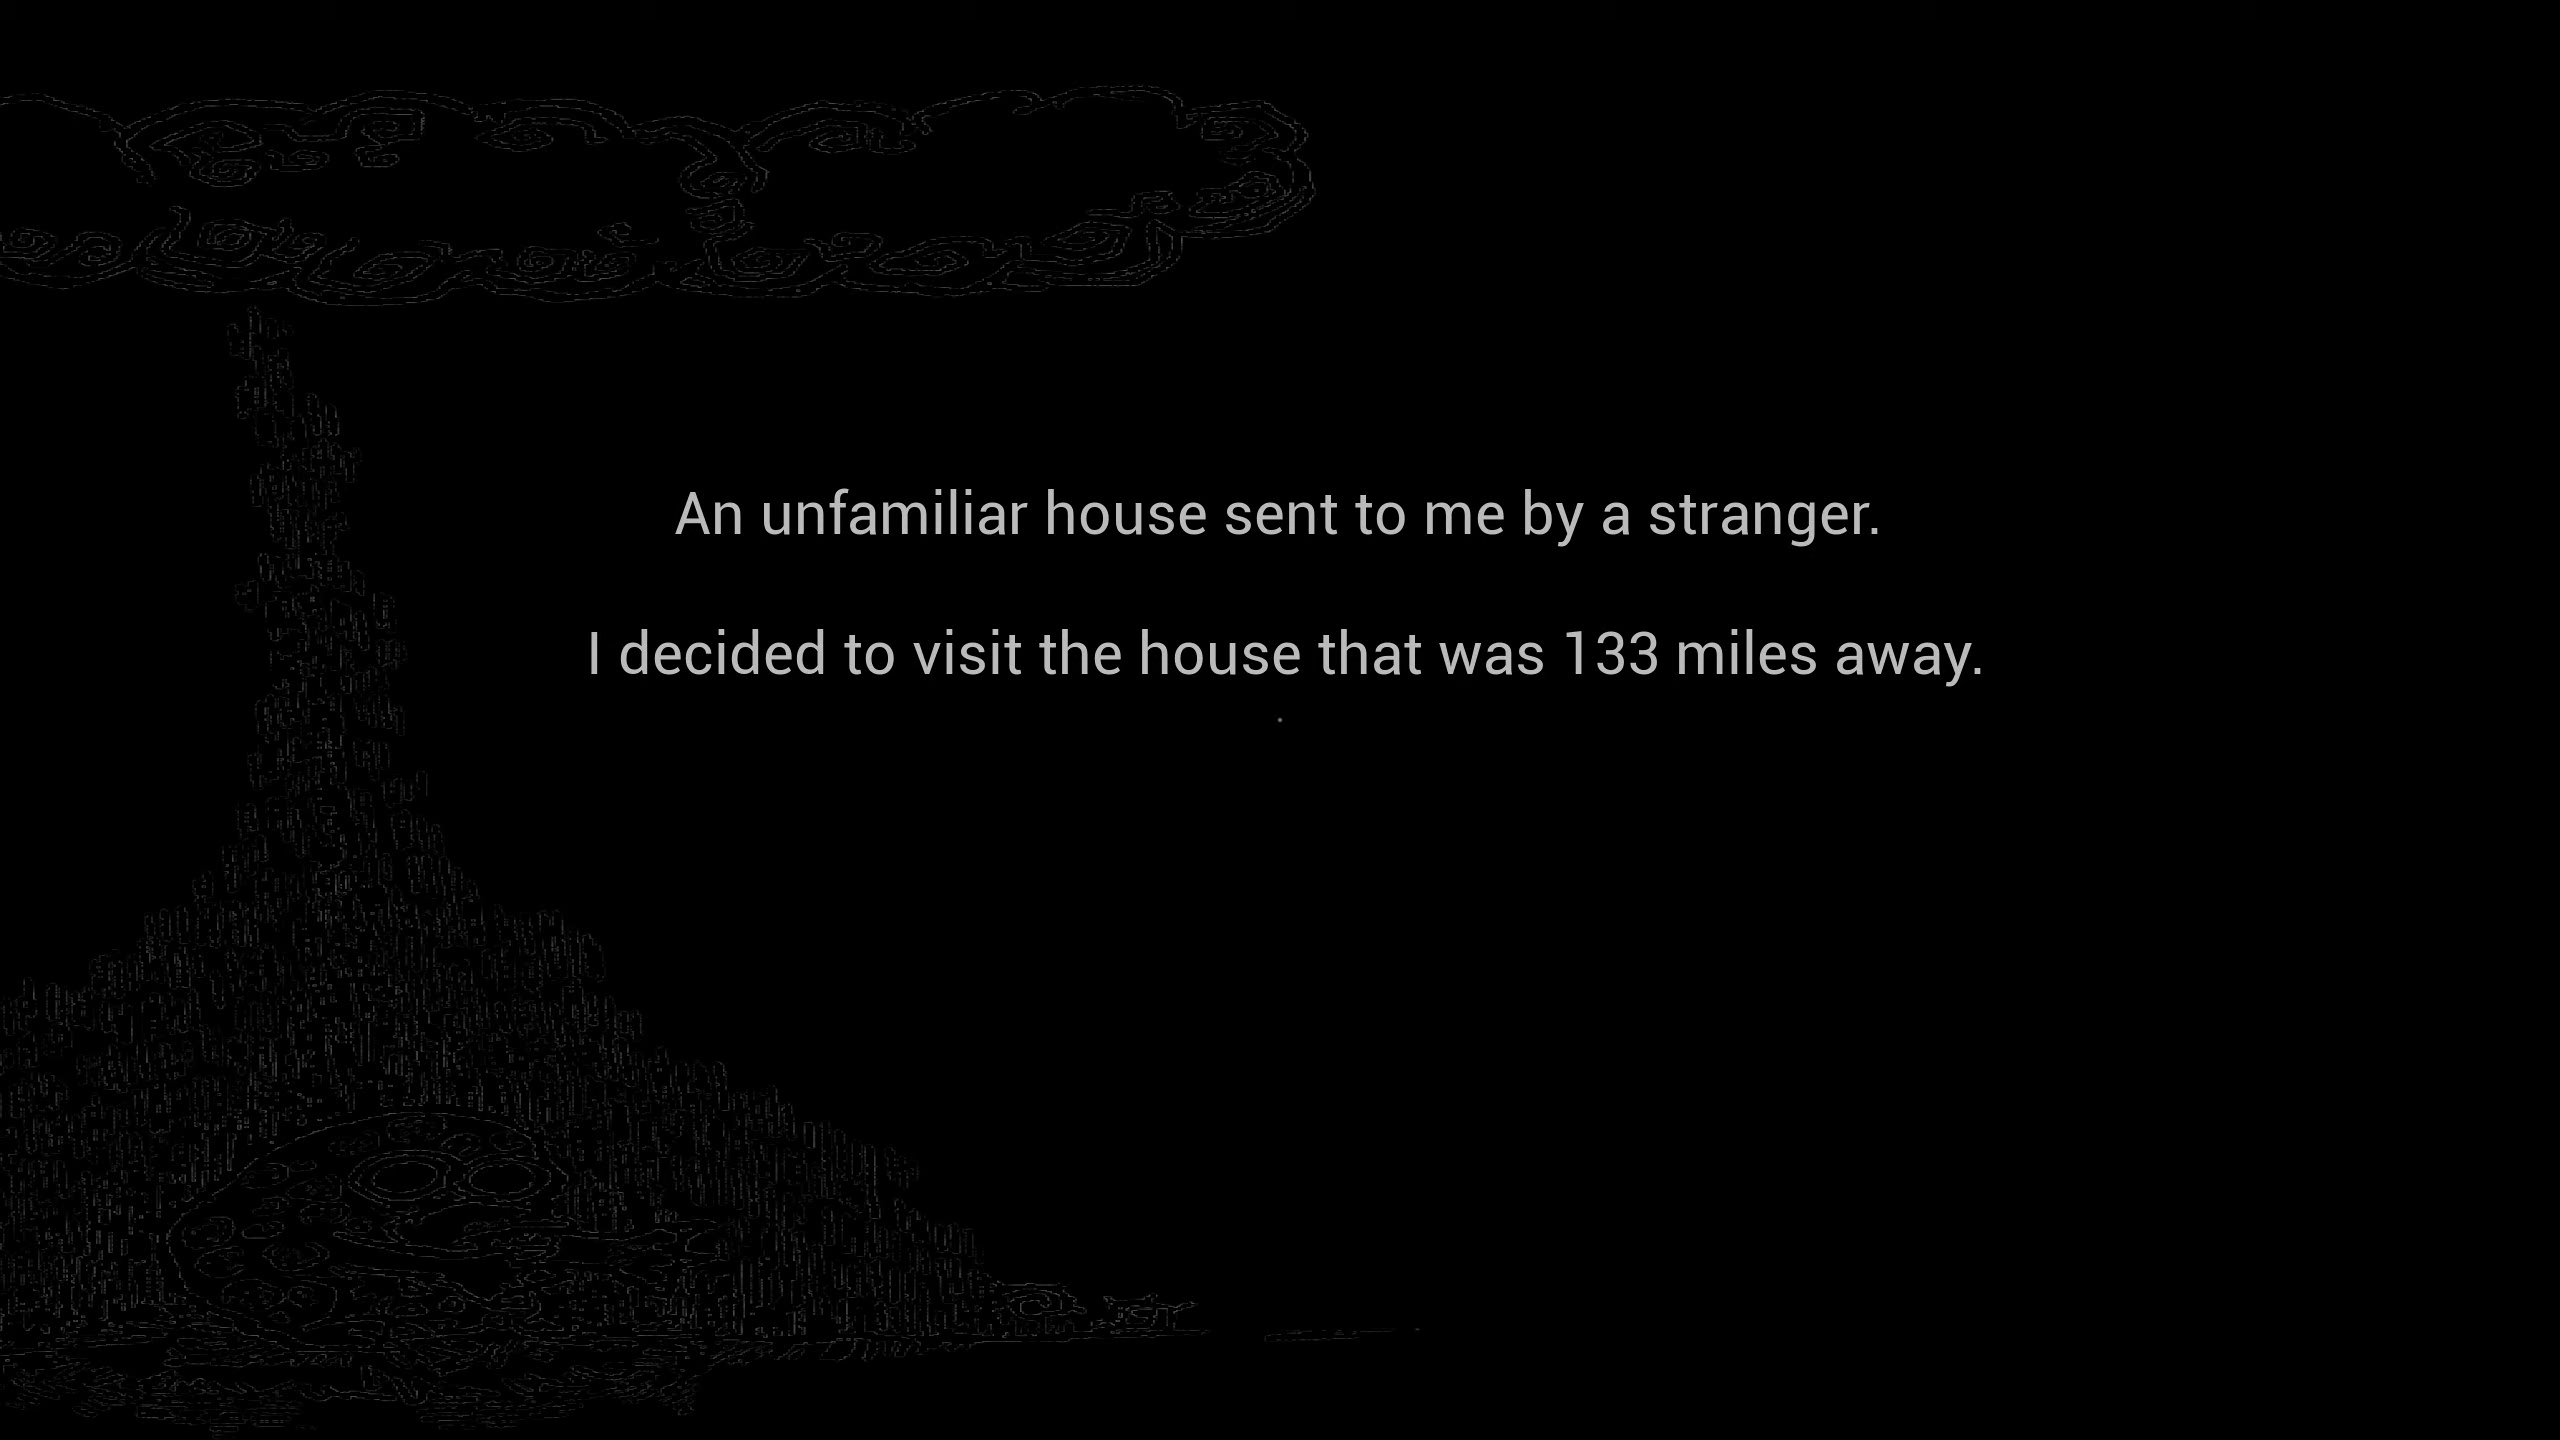 An unfamiliar house sent to me by a stranger.
I decided to visit the house that was 133 miles away.